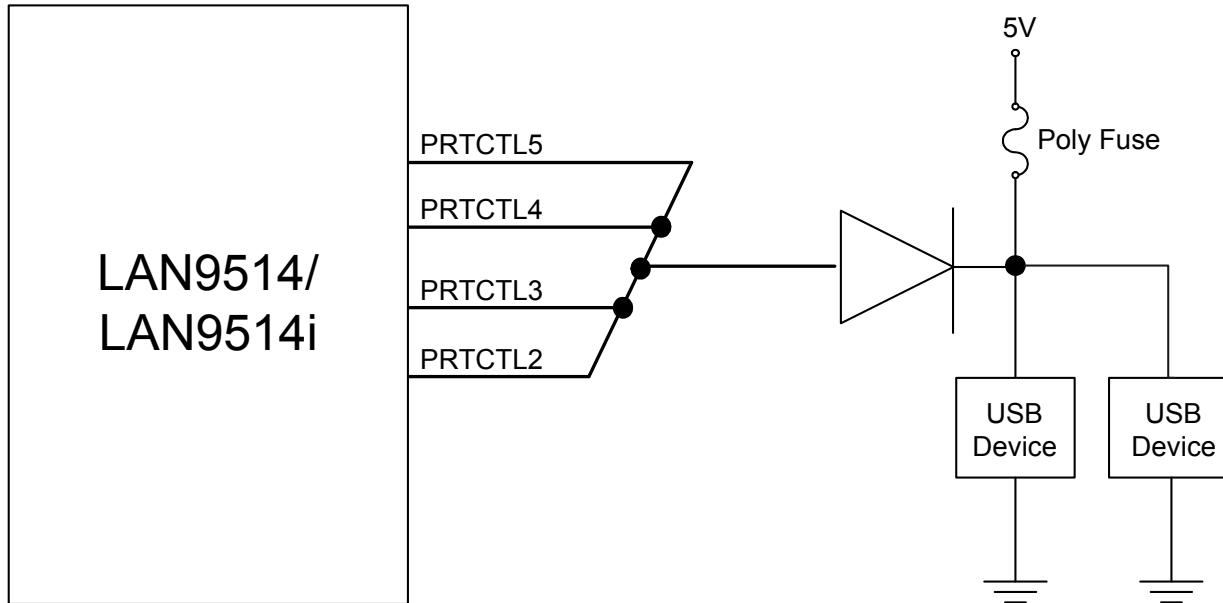 5V
Poly Fuse
PRTCTL5
PRTCTL4
PRTCTL3
PRTCTL2
LAN9514/
LAN9514i
USB
Device
USB
Device